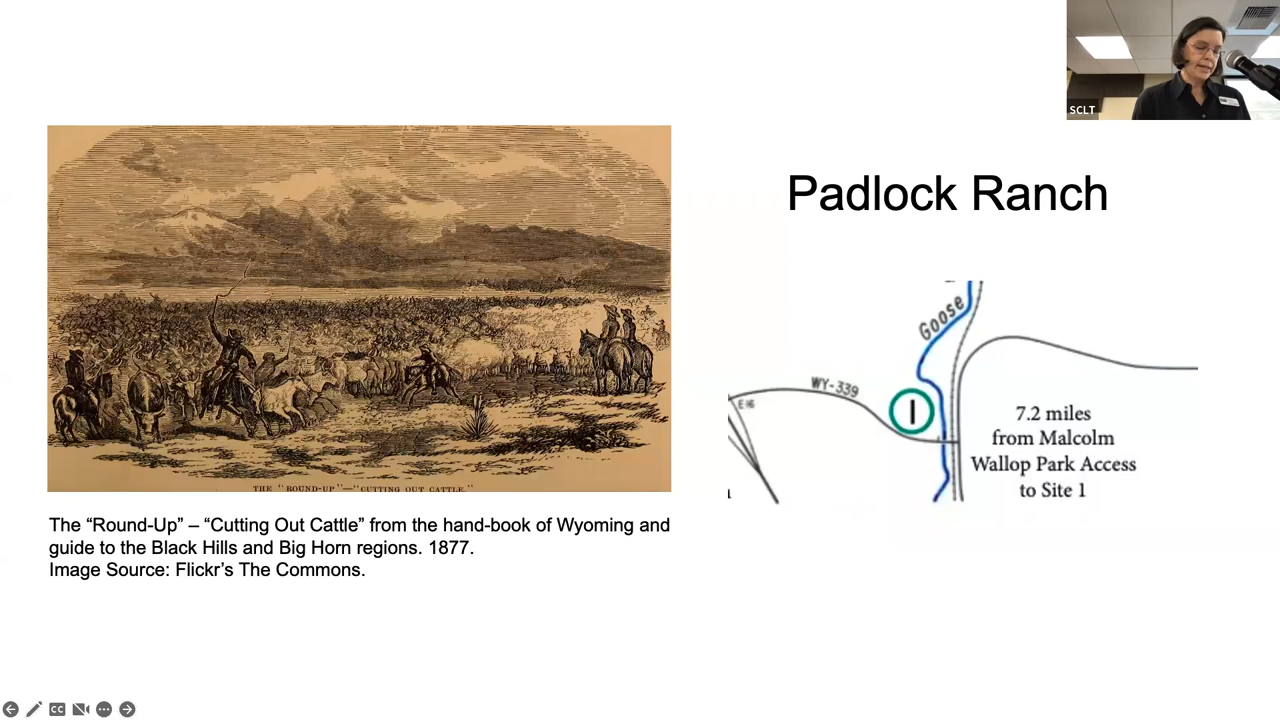 SCLT
Padlock Ranch
THE "ROUND-UP"—"CUTTING OUT CATTLE."
The “Round-Up” – “Cutting Out Cattle” from the hand-book of Wyoming and
guide to the Black Hills and Big Horn regions. 1877.
Image Source: Flickr’s The Commons.
Goose
WY-339
E16
1
7.2 miles
from Malcolm
Wallop Park Access
to Site 1
CC